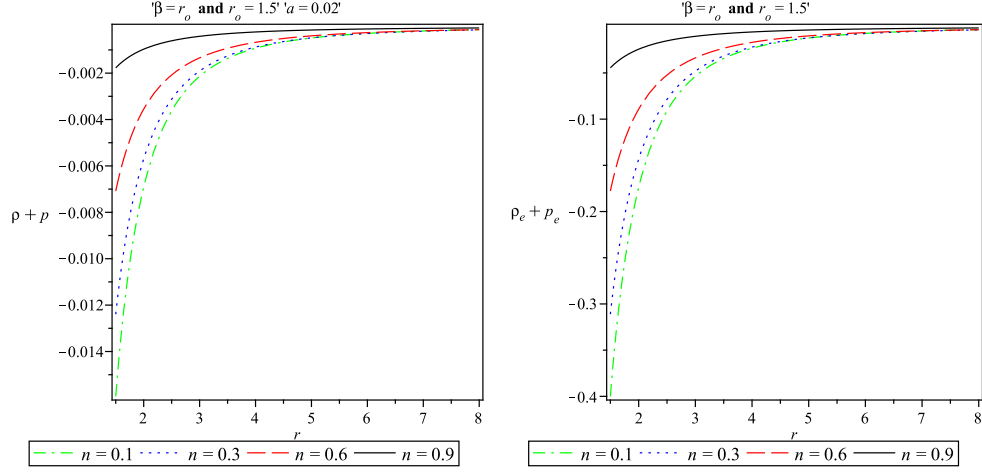 'β = r_o and r_o = 1.5' 'a = 0.02'
−0.002
−0.004
−0.006
−0.008
ρ + p
−0.010
−0.012
−0.014
2 3 4 5 6 7 8
r
n = 0.1 n = 0.3 n = 0.6 n = 0.9
'β = r_o and r_o = 1.5'
−0.1
−0.2
ρ_e + p_e
−0.3
−0.4
2 3 4 5 6 7 8
r
n = 0.1 n = 0.3 n = 0.6 n = 0.9